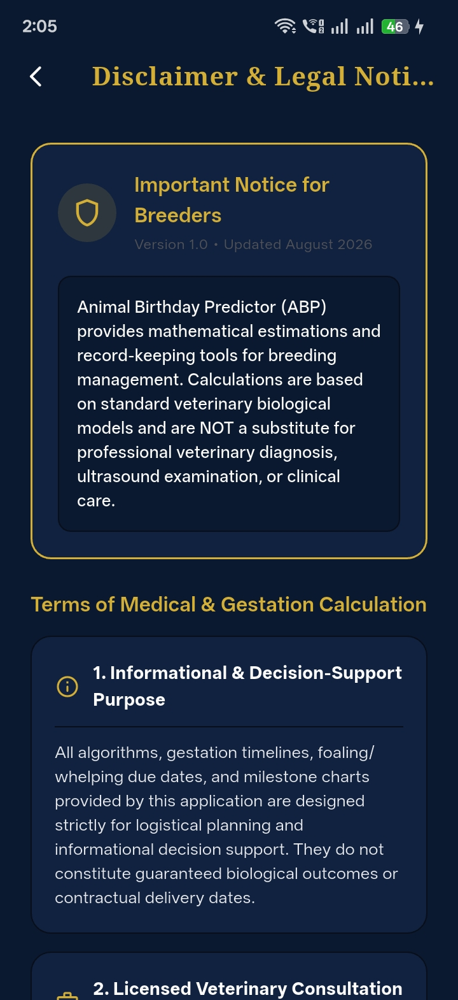 2:05
46
Disclaimer & Legal Noti...
Important Notice for
Breeders
Version 1.0 • Updated August 2026
Animal Birthday Predictor (ABP)
provides mathematical estimations and
record-keeping tools for breeding
management. Calculations are based
on standard veterinary biological
models and are NOT a substitute for
professional veterinary diagnosis,
ultrasound examination, or clinical
care.
Terms of Medical & Gestation Calculation
1. Informational & Decision-Support
Purpose
All algorithms, gestation timelines, foaling/
whelping due dates, and milestone charts
provided by this application are designed
strictly for logistical planning and
informational decision support. They do not
constitute guaranteed biological outcomes or
contractual delivery dates.
2. Licensed Veterinary Consultation